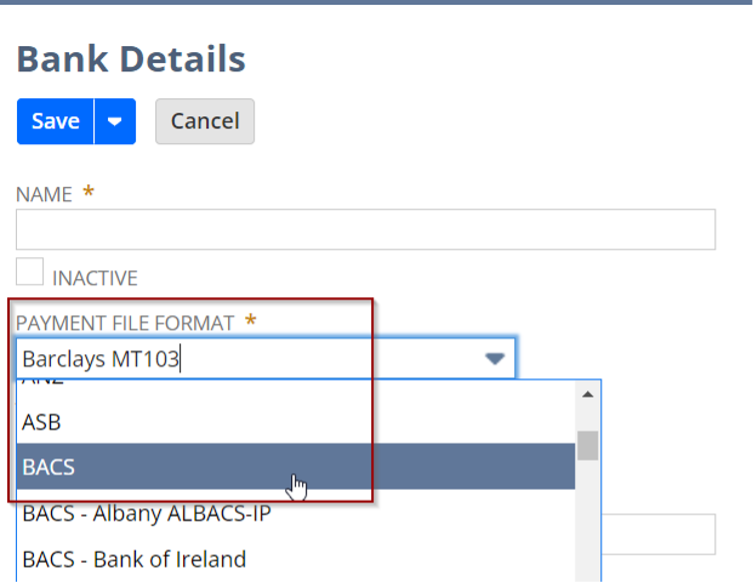 Bank Details
Save
Cancel
NAME *
INACTIVE
PAYMENT FILE FORMAT *
Barclays MT103
ANZ
ASB
BACS
BACS - Albany ALBACS-IP
BACS - Bank of Ireland